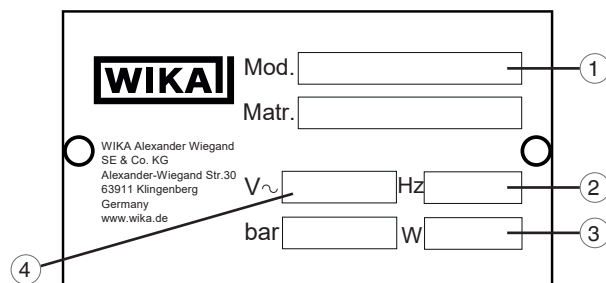 WIKA
Mod.
1
Matr.
WIKA Alexander Wiegand
SE & Co. KG
Alexander-Wiegand Str.30
63911 Klingenberg
Germany
www.wika.de
V~ Hz
2
bar W
3
4